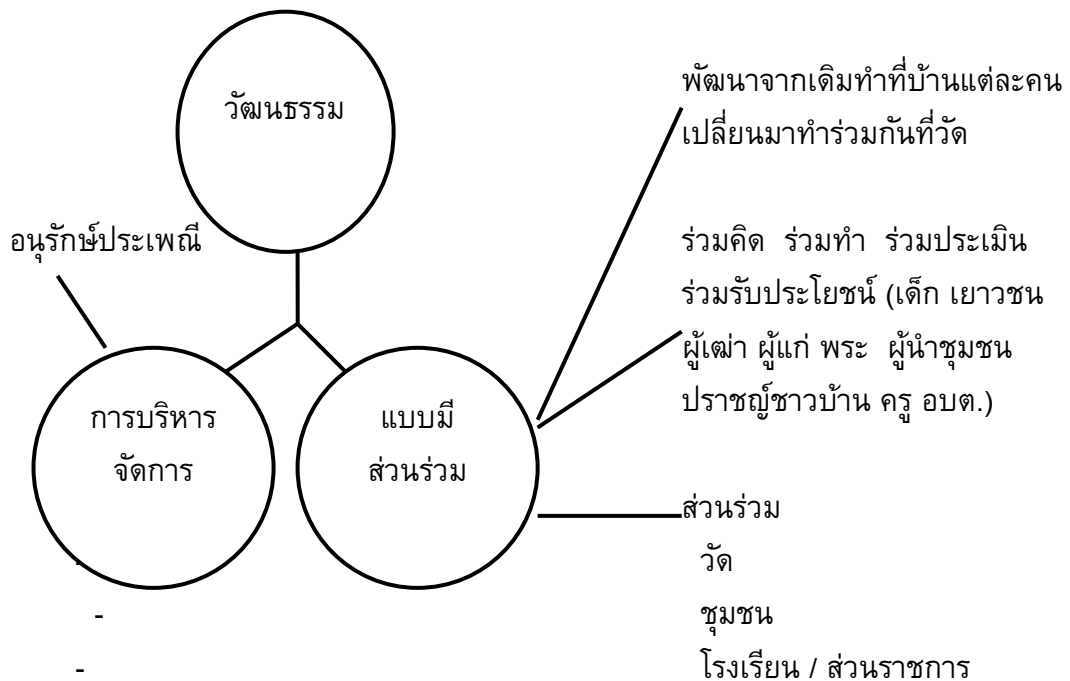 วัฒนธรรม
พัฒนาจากเดิมทำที่บ้านแต่ละคน
เปลี่ยนมาทำร่วมกันที่วัด
อนุรักษ์ประเพณี
ร่วมคิด ร่วมทำ ร่วมประเมิน
ร่วมรับประโยชน์ (เด็ก เยาวชน
ผู้เฒ่า ผู้แก่ พระ ผู้นำชุมชน
ปราชญ์ชาวบ้าน ครู อบต.)
การบริหาร
จัดการ
แบบมี
ส่วนร่วม
ส่วนร่วม
วัด
ชุมชน
โรงเรียน / ส่วนราชการ
-
-
-